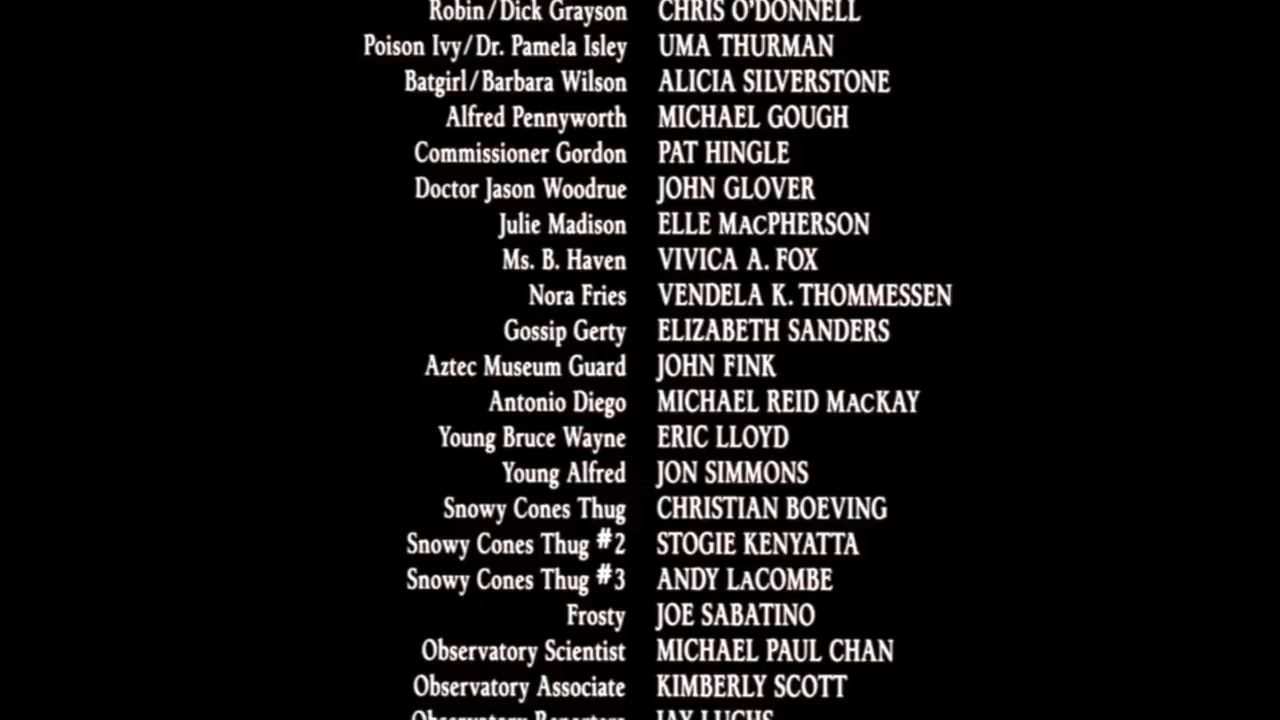 Robin/Dick Grayson CHRIS O'DONNELL
Poison Ivy/Dr. Pamela Isley UMA THURMAN
Batgirl/Barbara Wilson ALICIA SILVERSTONE
Alfred Pennyworth MICHAEL GOUGH
Commissioner Gordon PAT HINGLE
Doctor Jason Woodrue JOHN GLOVER
Julie Madison ELLE MACPHERSON
Ms. B. Haven VIVICA A. FOX
Nora Fries VENDELA K. THOMMESSEN
Gossip Gerty ELIZABETH SANDERS
Aztec Museum Guard JOHN FINK
Antonio Diego MICHAEL REID MACKAY
Young Bruce Wayne ERIC LLOYD
Young Alfred JON SIMMONS
Snowy Cones Thug CHRISTIAN BOEVING
Snowy Cones Thug #2 STOGIE KENYATTA
Snowy Cones Thug #3 ANDY LACOMBE
Frosty JOE SABATINO
Observatory Scientist MICHAEL PAUL CHAN
Observatory Associate KIMBERLY SCOTT
Observatory Reporters JAY LUCHS